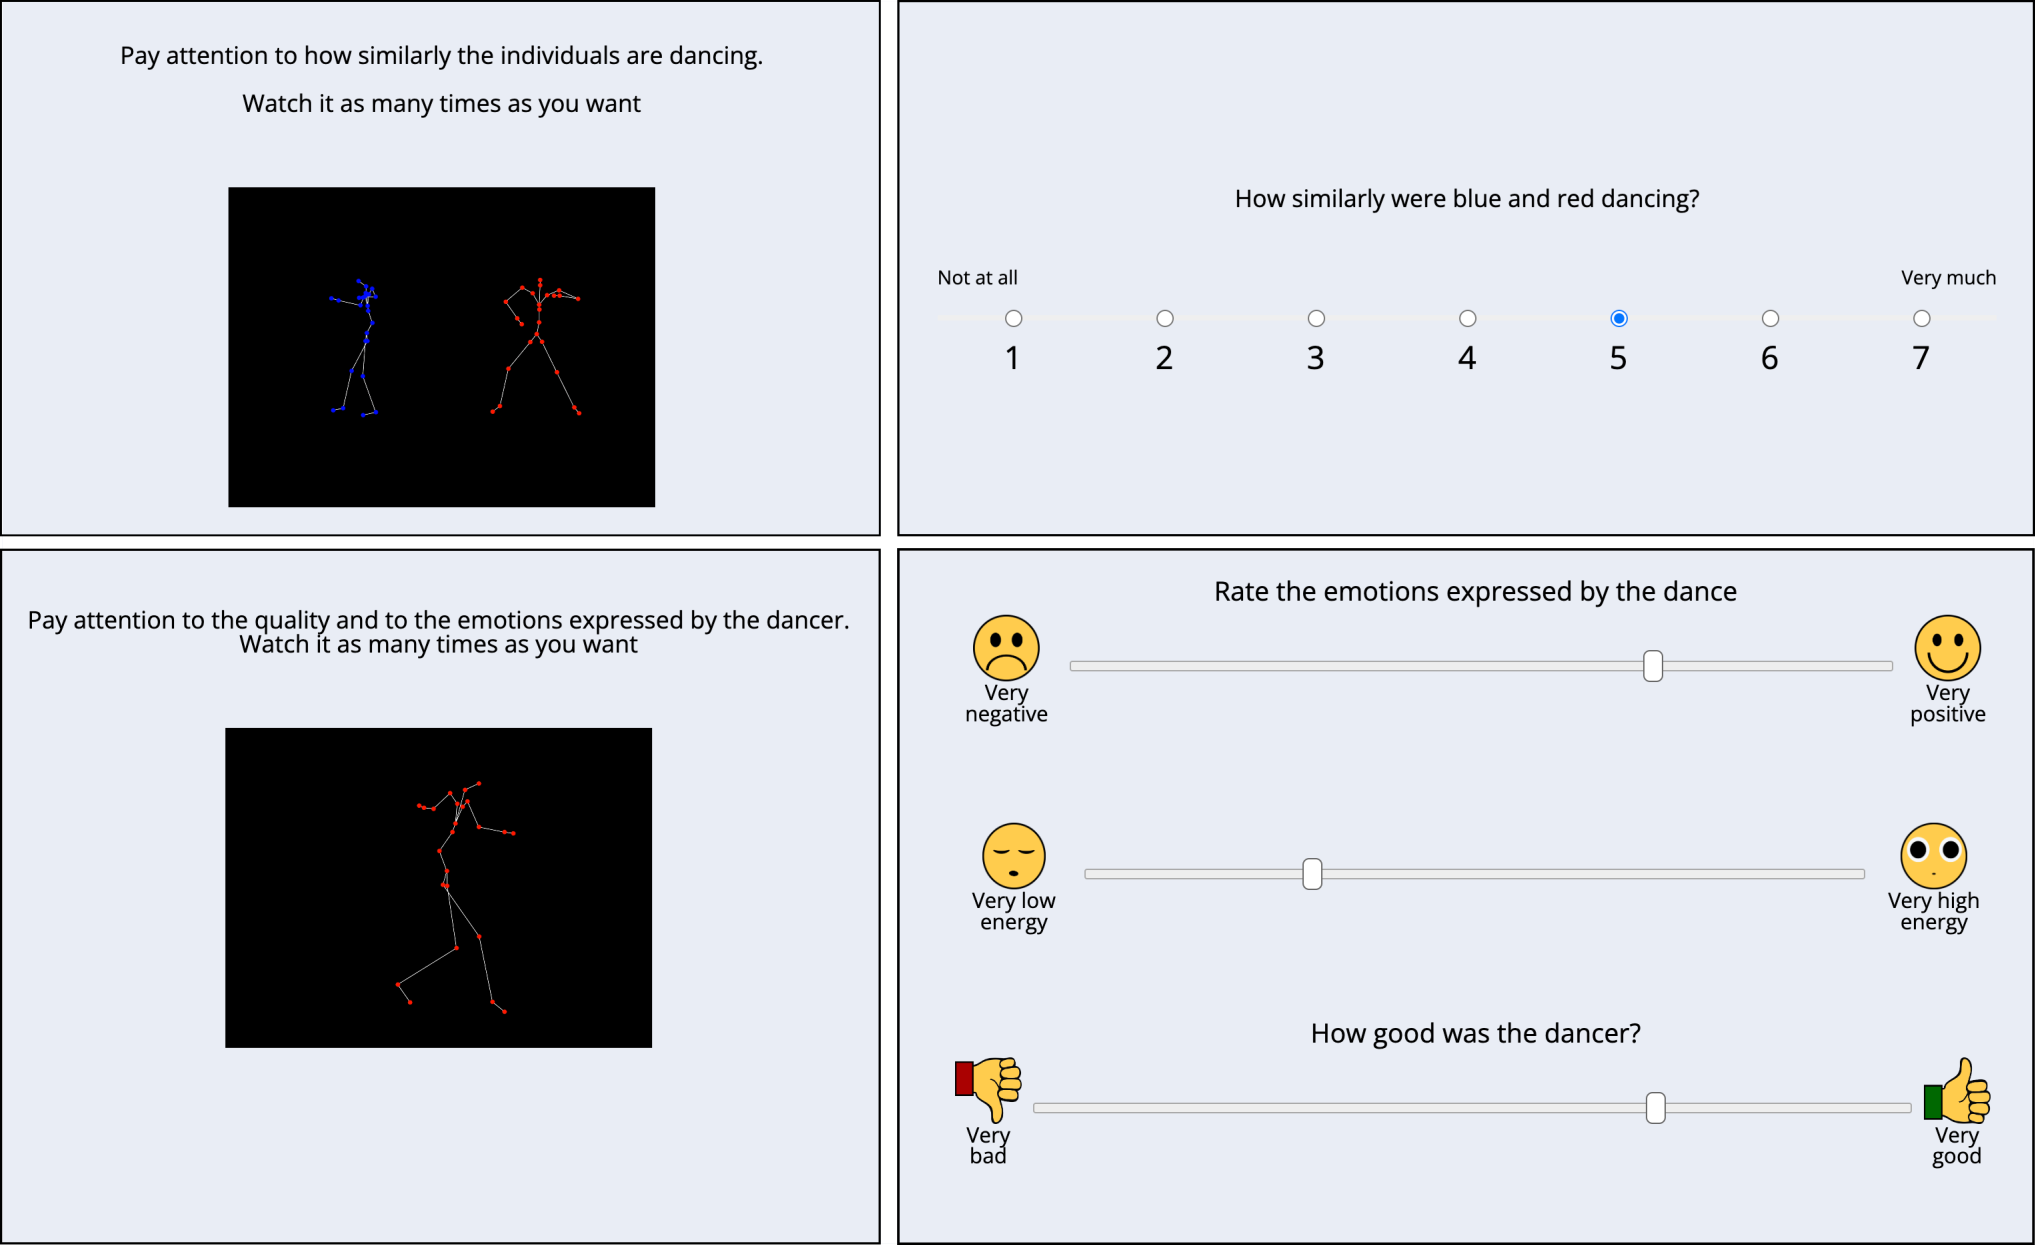 Pay attention to how similarly the individuals are dancing.
Watch it as many times as you want
How similarly were blue and red dancing?
Not at all
Very much
1
2
3
4
5
6
7
Pay attention to the quality and to the emotions expressed by the dancer.
Watch it as many times as you want
Rate the emotions expressed by the dance
Very
negative
Very
positive
Very low
energy
Very high
energy
How good was the dancer?
Very
bad
Very
good